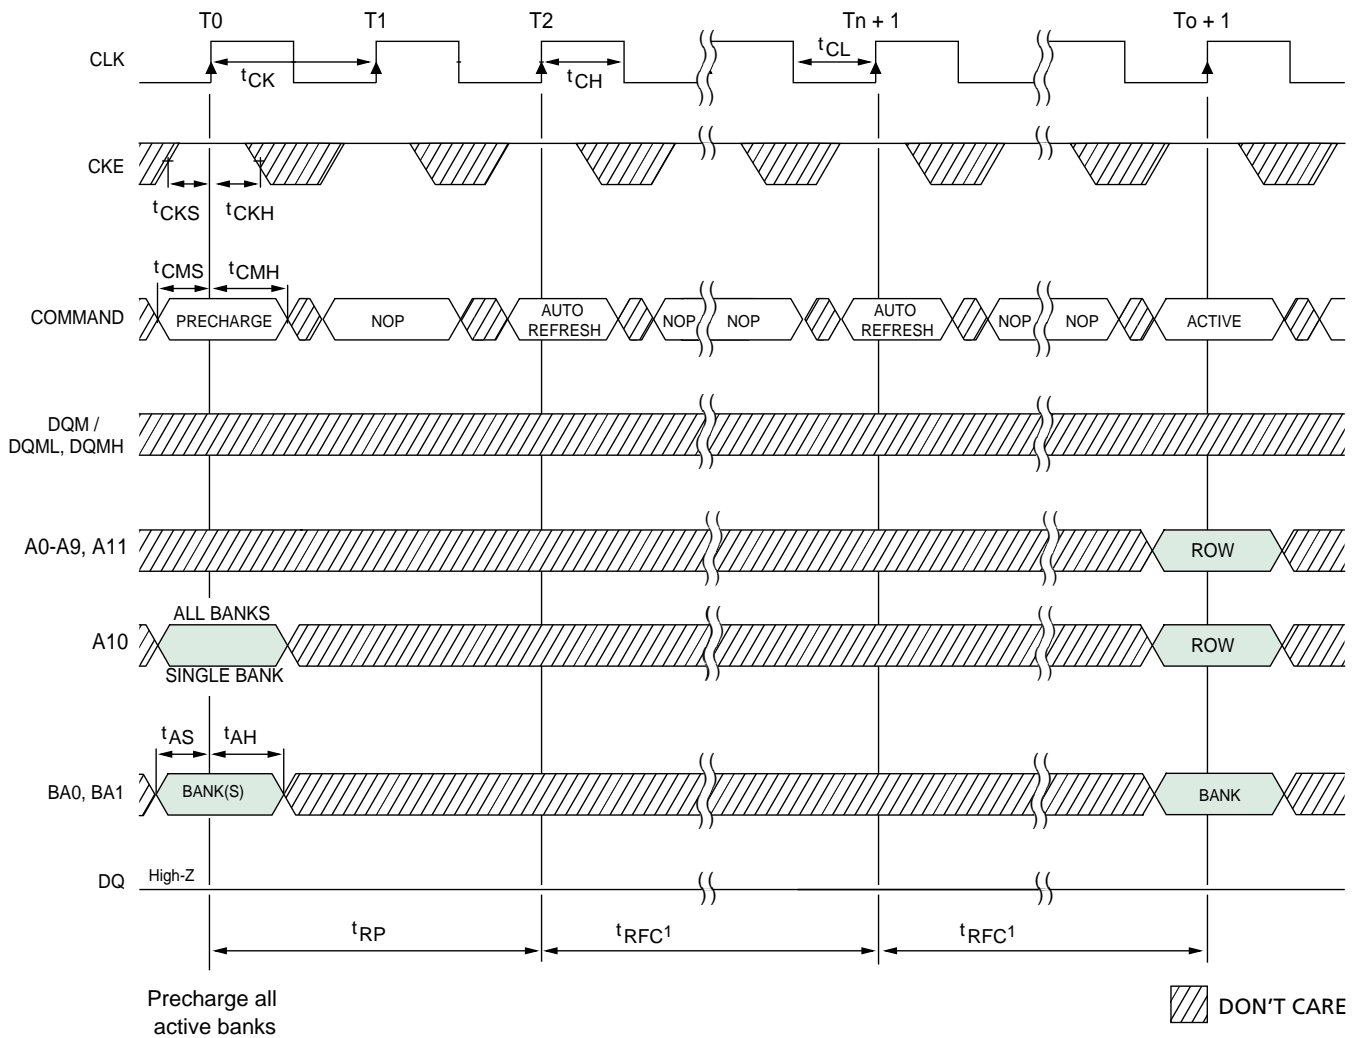 T0 T1 T2 Tn + 1 To + 1
CLK
tCK tCH tCL
CKE
tCKS tCKH
tCMS tCMH
COMMAND PRECHARGE NOP AUTO REFRESH NOP NOP AUTO REFRESH NOP NOP ACTIVE
DQM /
DQML, DQMH
A0-A9, A11 ROW
ALL BANKS
A10 ROW
SINGLE BANK
tAS tAH
BA0, BA1 BANK(S) BANK
DQ High-Z
tRP tRFC1 tRFC1
Precharge all
active banks
DON'T CARE